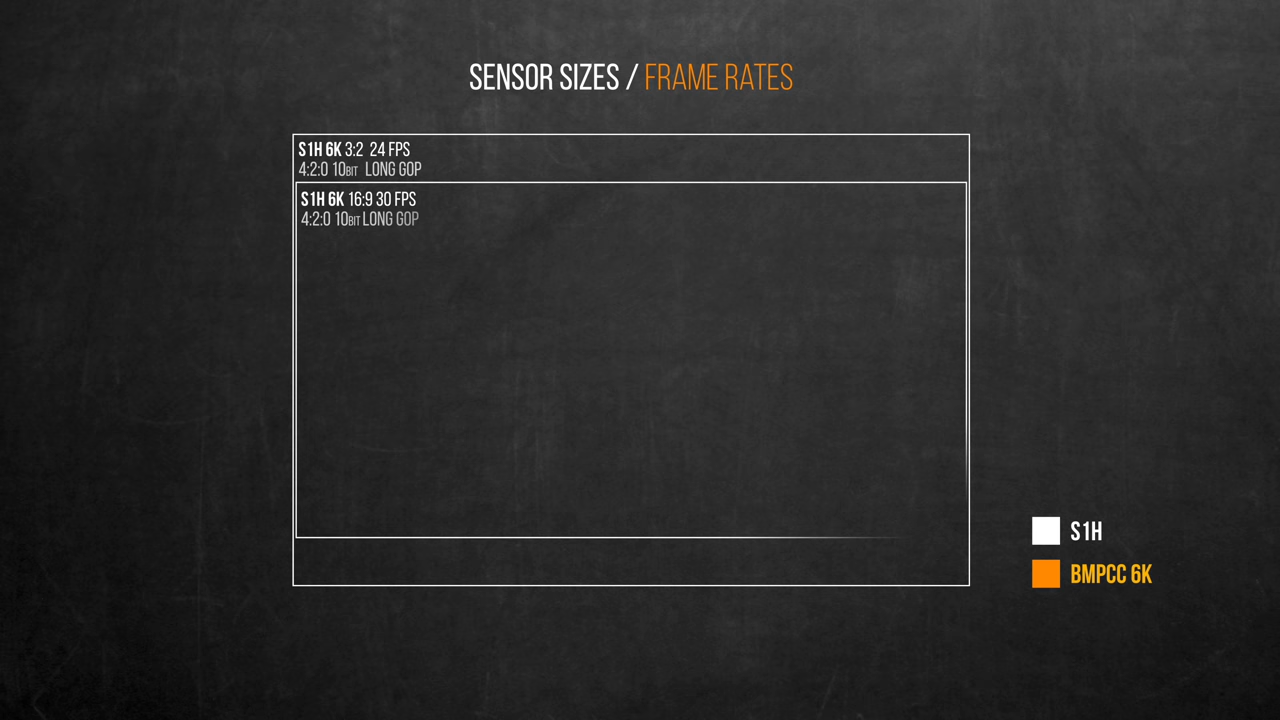 SENSOR SIZES / FRAME RATES
S1H 6K 3:2 24 FPS
4:2:0 10BIT LONG GOP
S1H 6K 16:9 30 FPS
4:2:0 10BIT LONG GOP
S1H
BMPCC 6K